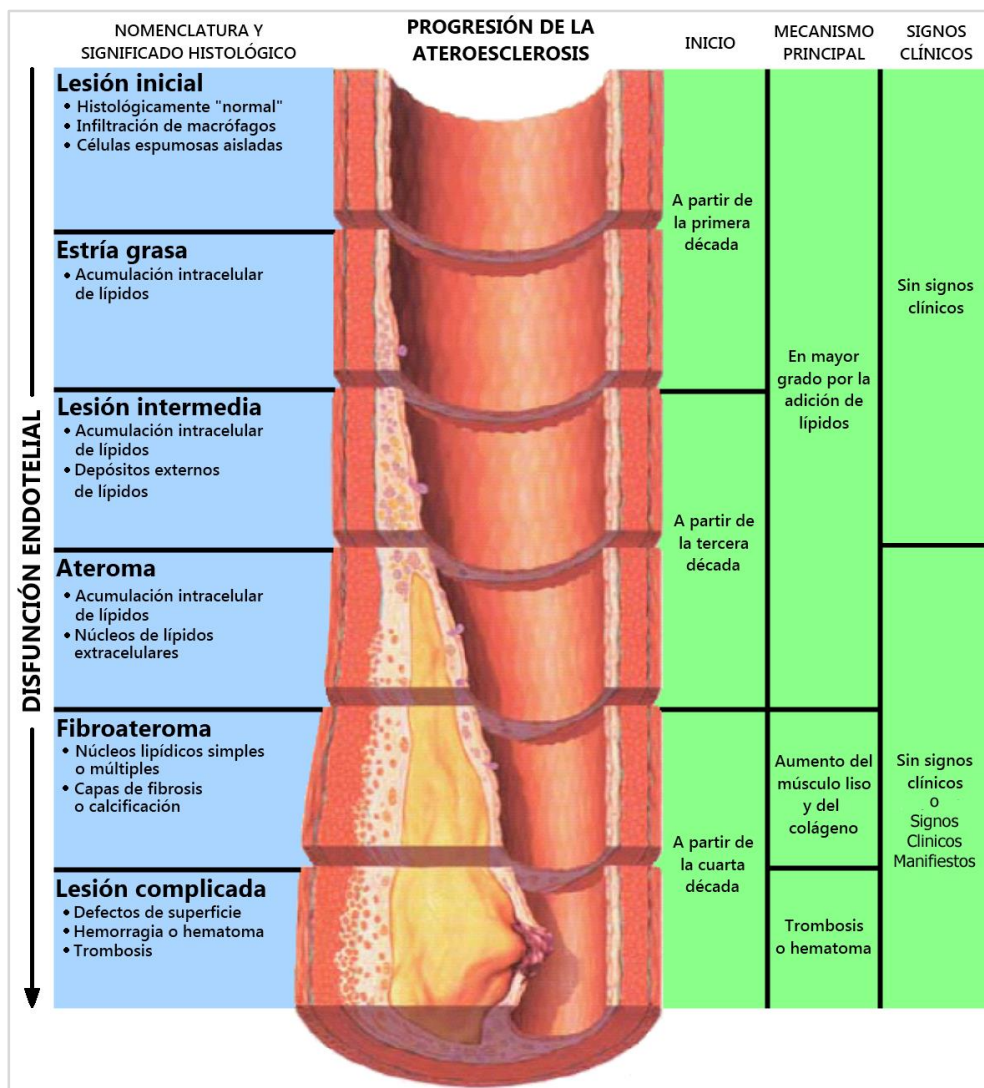 NOMENCLATURA Y
SIGNIFICADO HISTOLÓGICO
PROGRESIÓN DE LA
ATEROESCLEROSIS
INICIO
MECANISMO
PRINCIPAL
SIGNOS
CLÍNICOS
DISFUNCIÓN ENDOTELIAL
Lesión inicial
• Histológicamente "normal"
• Infiltración de macrófagos
• Células espumosas aisladas
Estría grasa
• Acumulación intracelular
de lípidos
Lesión intermedia
• Acumulación intracelular
de lípidos
• Depósitos externos
de lípidos
Ateroma
• Acumulación intracelular
de lípidos
• Núcleos de lípidos
extracelulares
Fibroateroma
• Núcleos lipídicos simples
o múltiples
• Capas de fibrosis
o calcificación
Lesión complicada
• Defectos de superficie
• Hemorragia o hematoma
• Trombosis
A partir de
la primera
década
A partir de
la tercera
década
A partir de
la cuarta
década
En mayor
grado por la
adición de
lípidos
Aumento del
músculo liso
y del
colágeno
Trombosis
o hematoma
Sin signos
clínicos
Sin signos
clínicos
o
Signos
Clinicos
Manifiestos